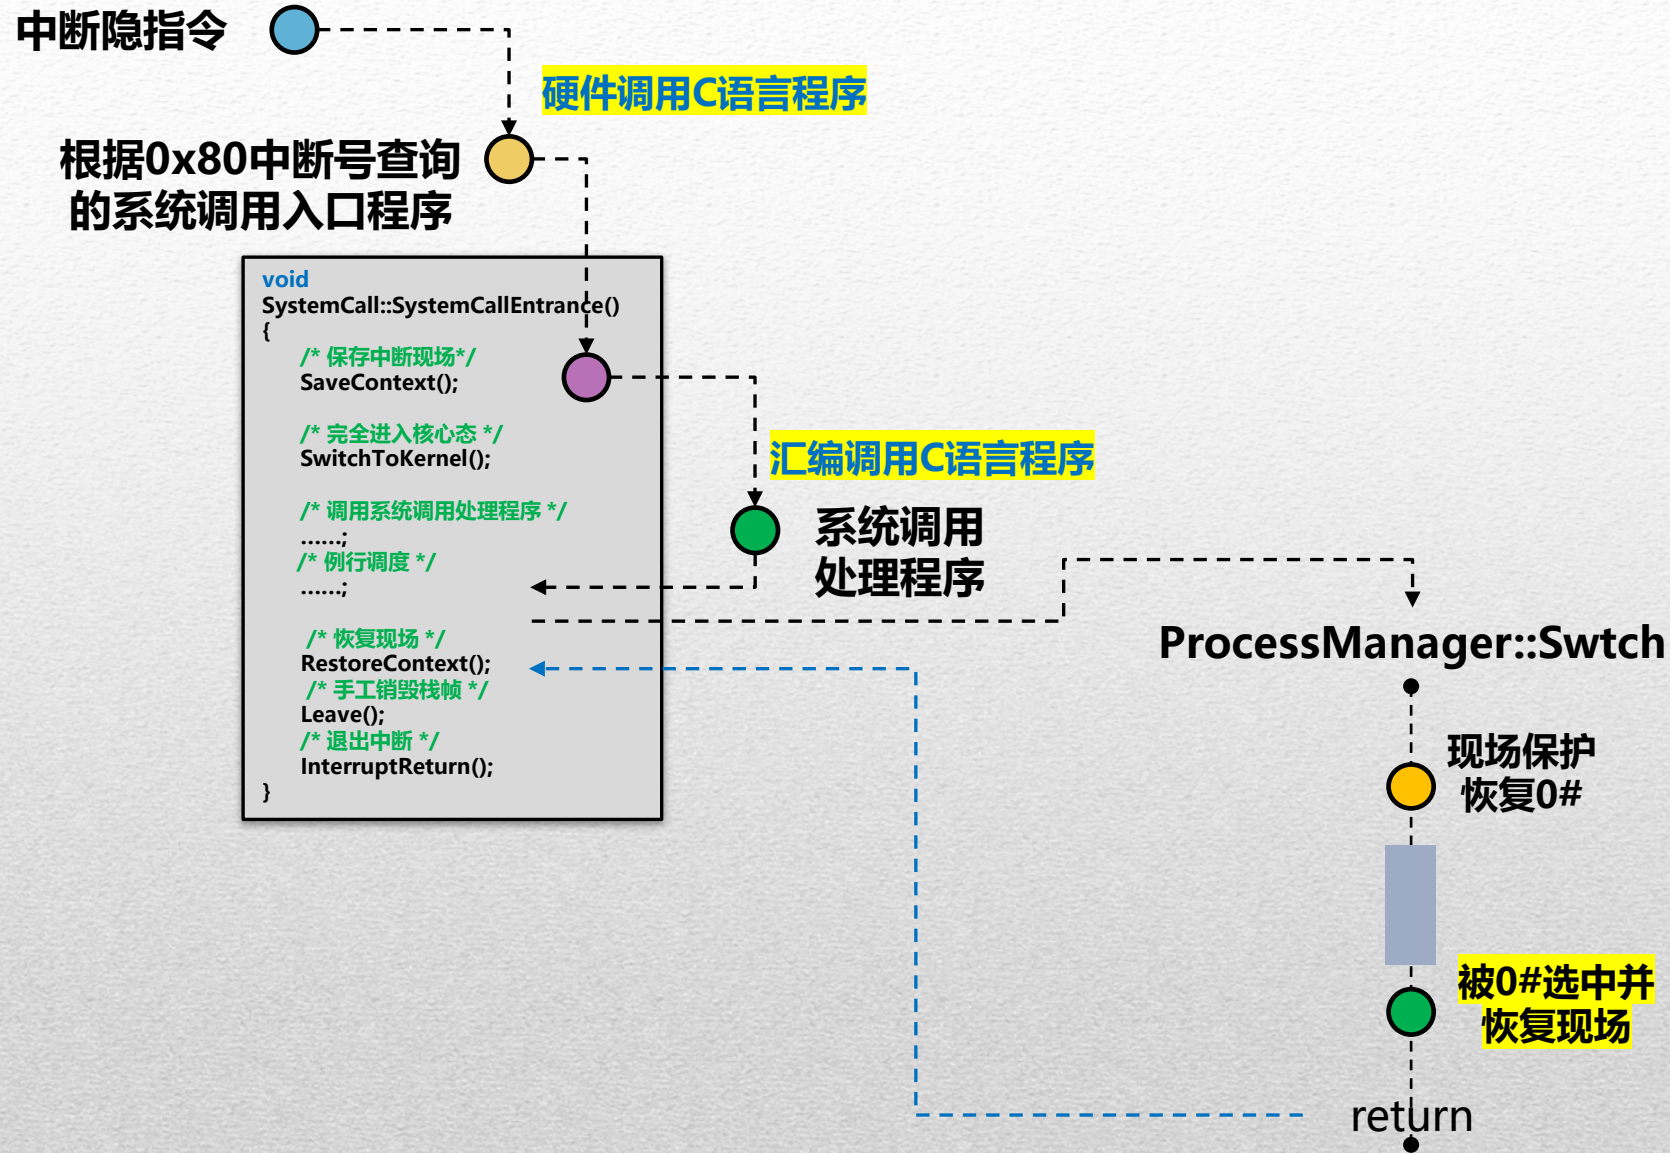 中断隐指令
硬件调用C语言程序
根据0x80中断号查询
的系统调用入口程序
void
SystemCall::SystemCallEntrance()
{
/* 保存中断现场*/
SaveContext();
/* 完全进入核心态 */
SwitchToKernel();
/* 调用系统调用处理程序 */
……;
/* 例行调度 */
……;
/* 恢复现场 */
RestoreContext();
/* 手工销毁栈帧 */
Leave();
/* 退出中断 */
InterruptReturn();
}
汇编调用C语言程序
系统调用
处理程序
ProcessManager::Swtch
现场保护
恢复0#
被0#选中并
恢复现场
return